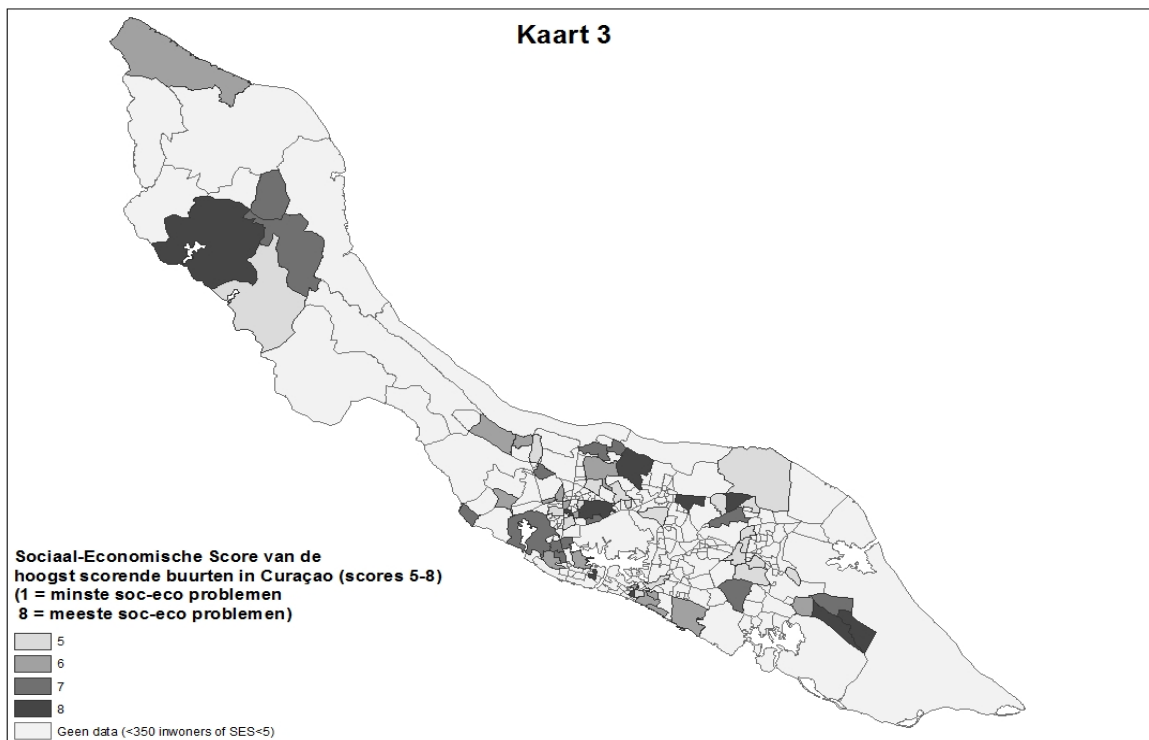 Kaart 3
Sociaal-Economische Score van de
hoogst scorende buurten in Curaçao (scores 5-8)
(1 = minste soc-eco problemen
8 = meeste soc-eco problemen)
5
6
7
8
Geen data (<350 inwoners of SES<5)